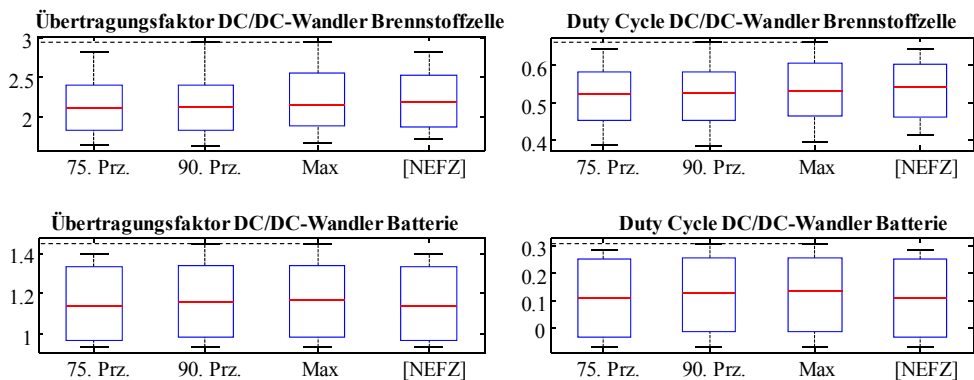 Übertragungsfaktor DC/DC-Wandler Brennstoffzelle
3
2.5
2
75. Prz. 90. Prz. Max [NEFZ]
Duty Cycle DC/DC-Wandler Brennstoffzelle
0.6
0.5
0.4
75. Prz. 90. Prz. Max [NEFZ]
Übertragungsfaktor DC/DC-Wandler Batterie
1.4
1.2
1
75. Prz. 90. Prz. Max [NEFZ]
Duty Cycle DC/DC-Wandler Batterie
0.3
0.2
0.1
0
75. Prz. 90. Prz. Max [NEFZ]